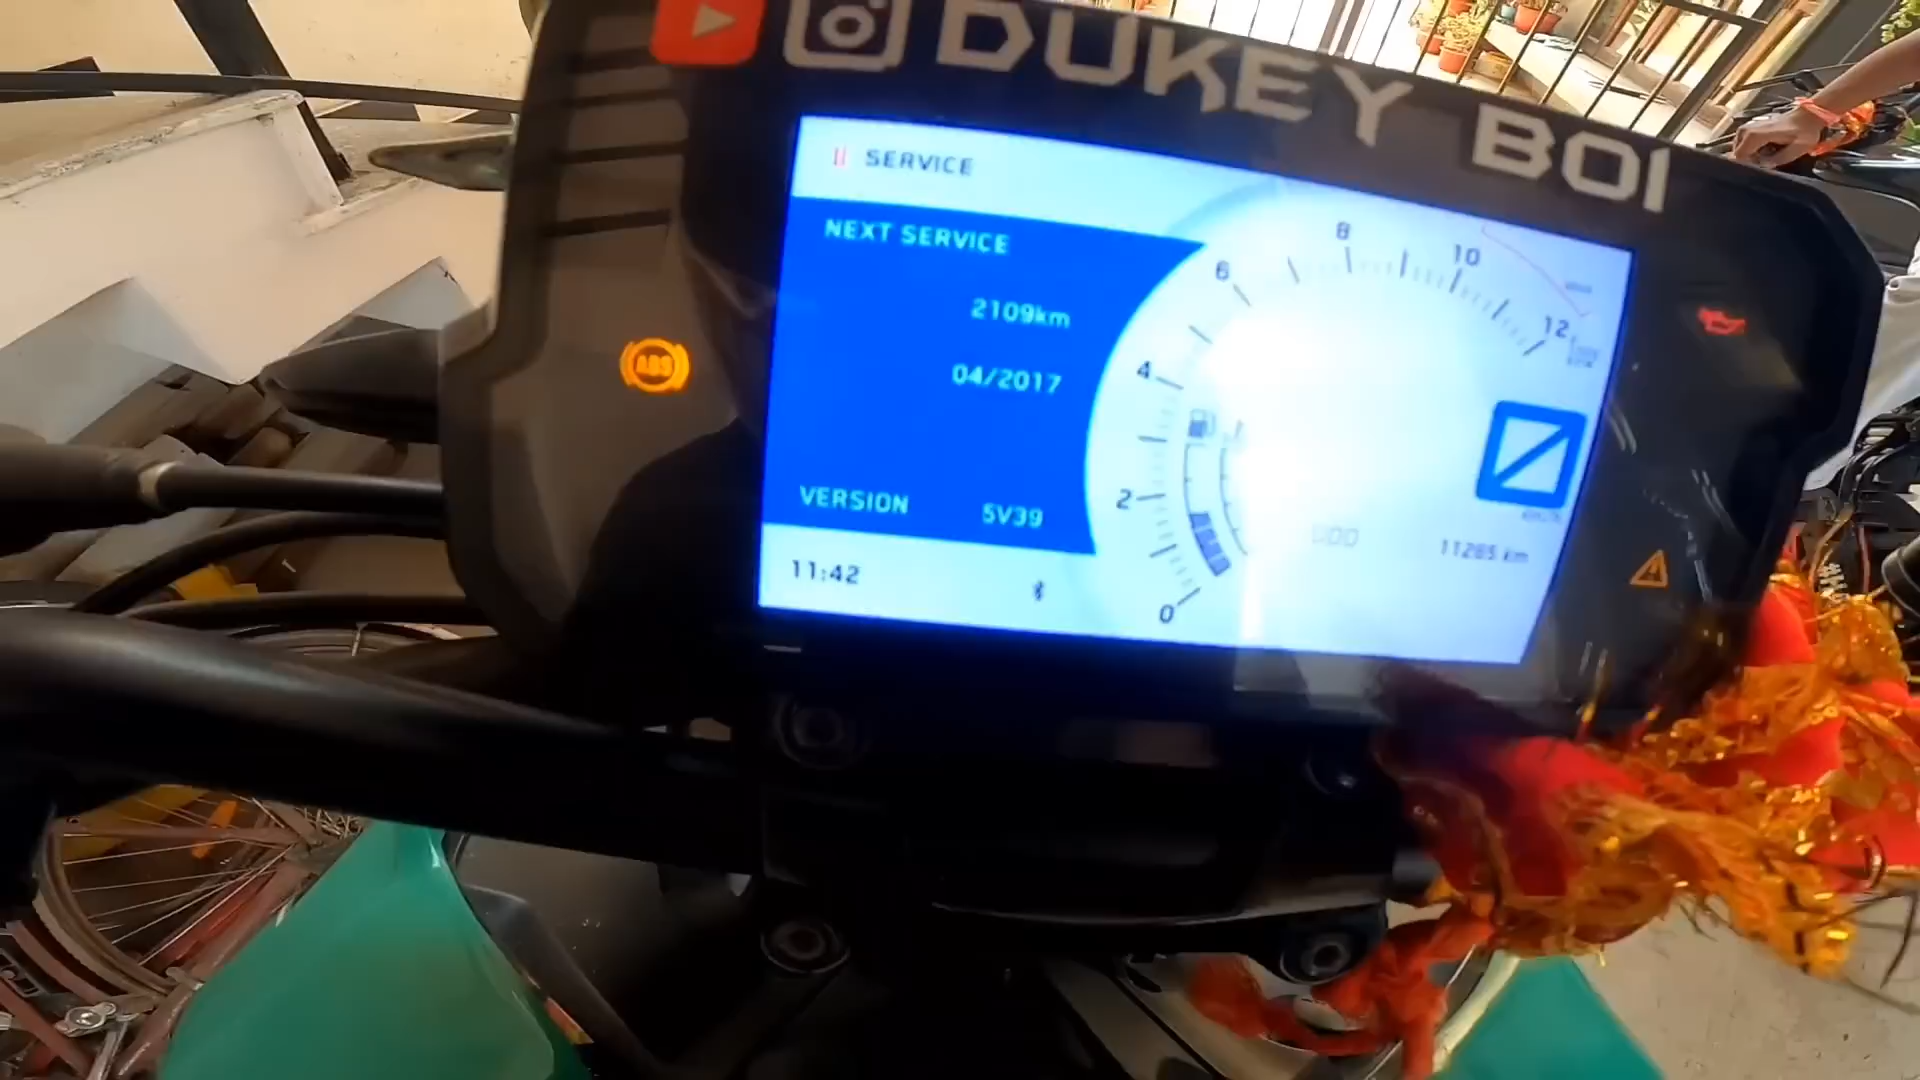 DUKEY BOI
SERVICE
NEXT SERVICE
2109km
04/2017
VERSION 5V39
11:42
0
2
4
6
8
10
12
11285 km
ABS